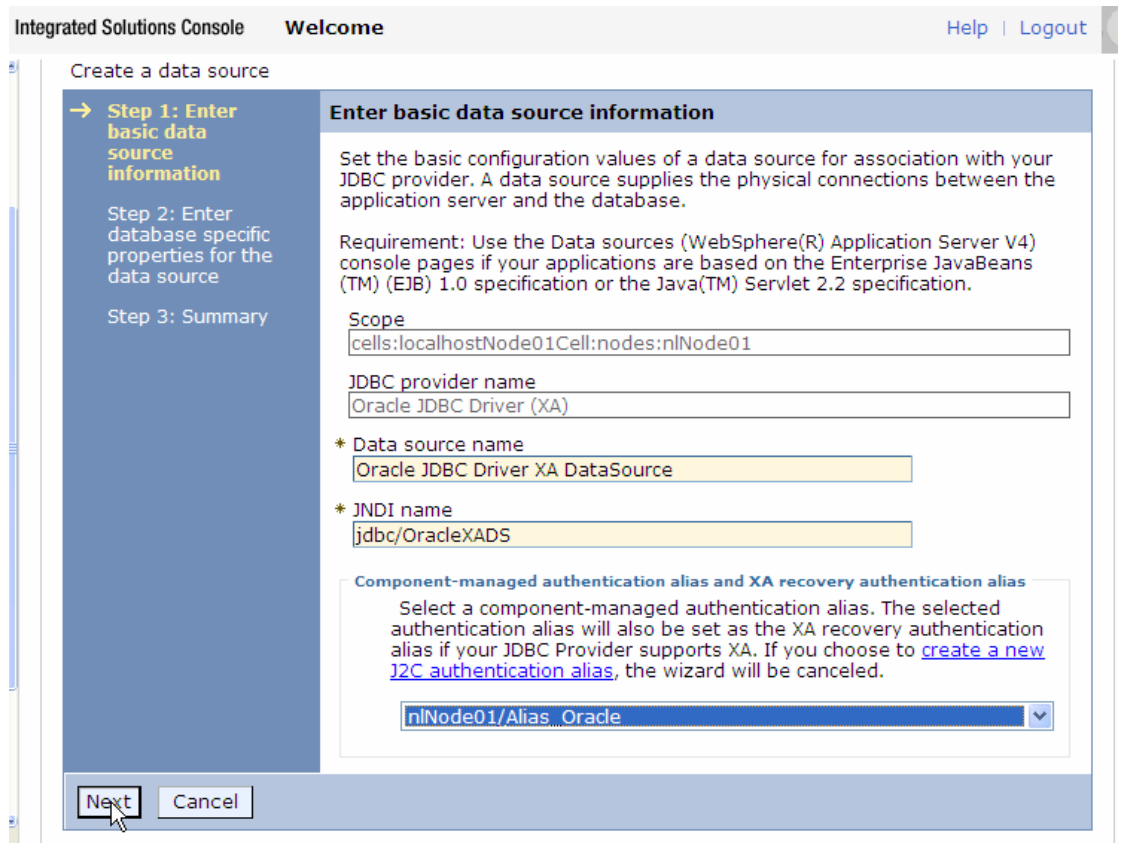 Integrated Solutions Console Welcome Help | Logout
Create a data source
Step 1: Enter
basic data
source
information
Step 2: Enter
database specific
properties for the
data source
Step 3: Summary
Enter basic data source information
Set the basic configuration values of a data source for association with your
JDBC provider. A data source supplies the physical connections between the
application server and the database.
Requirement: Use the Data sources (WebSphere(R) Application Server V4)
console pages if your applications are based on the Enterprise JavaBeans
(TM) (EJB) 1.0 specification or the Java(TM) Servlet 2.2 specification.
Scope
cells:localhostNode01Cell:nodes:nlNode01
JDBC provider name
Oracle JDBC Driver (XA)
* Data source name
Oracle JDBC Driver XA DataSource
* JNDI name
jdbc/OracleXADS
Component-managed authentication alias and XA recovery authentication alias
Select a component-managed authentication alias. The selected
authentication alias will also be set as the XA recovery authentication
alias if your JDBC Provider supports XA. If you choose to create a new
J2C authentication alias, the wizard will be canceled.
nlNode01/Alias_Oracle
Next Cancel